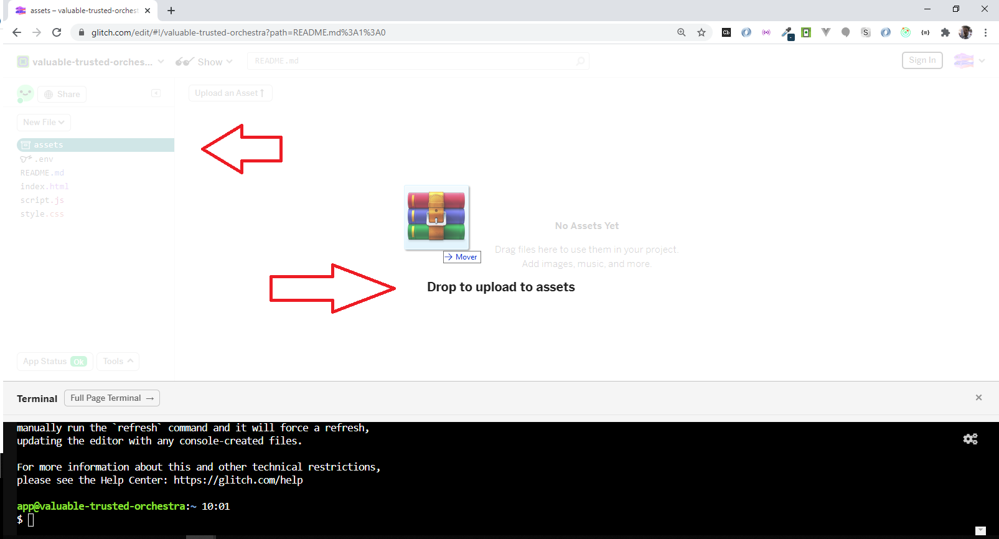 assets – valuable-trusted-orchest
glitch.com/edit/#!/valuable-trusted-orchestra?path=README.md%3A1%3A0
valuable-trusted-orches...
Show
README.md
Sign In
Share
Upload an Asset
New File
assets
.env
README.md
index.html
script.js
style.css
Mover
No Assets Yet
Drag files here to use them in your project.
Add images, music, and more.
Drop to upload to assets
App Status Ok
Tools
Terminal
Full Page Terminal →
manually run the `refresh` command and it will force a refresh,
updating the editor with any console-created files.
For more information about this and other technical restrictions,
please see the Help Center: https://glitch.com/help
app@valuable-trusted-orchestra:~ 10:01
$